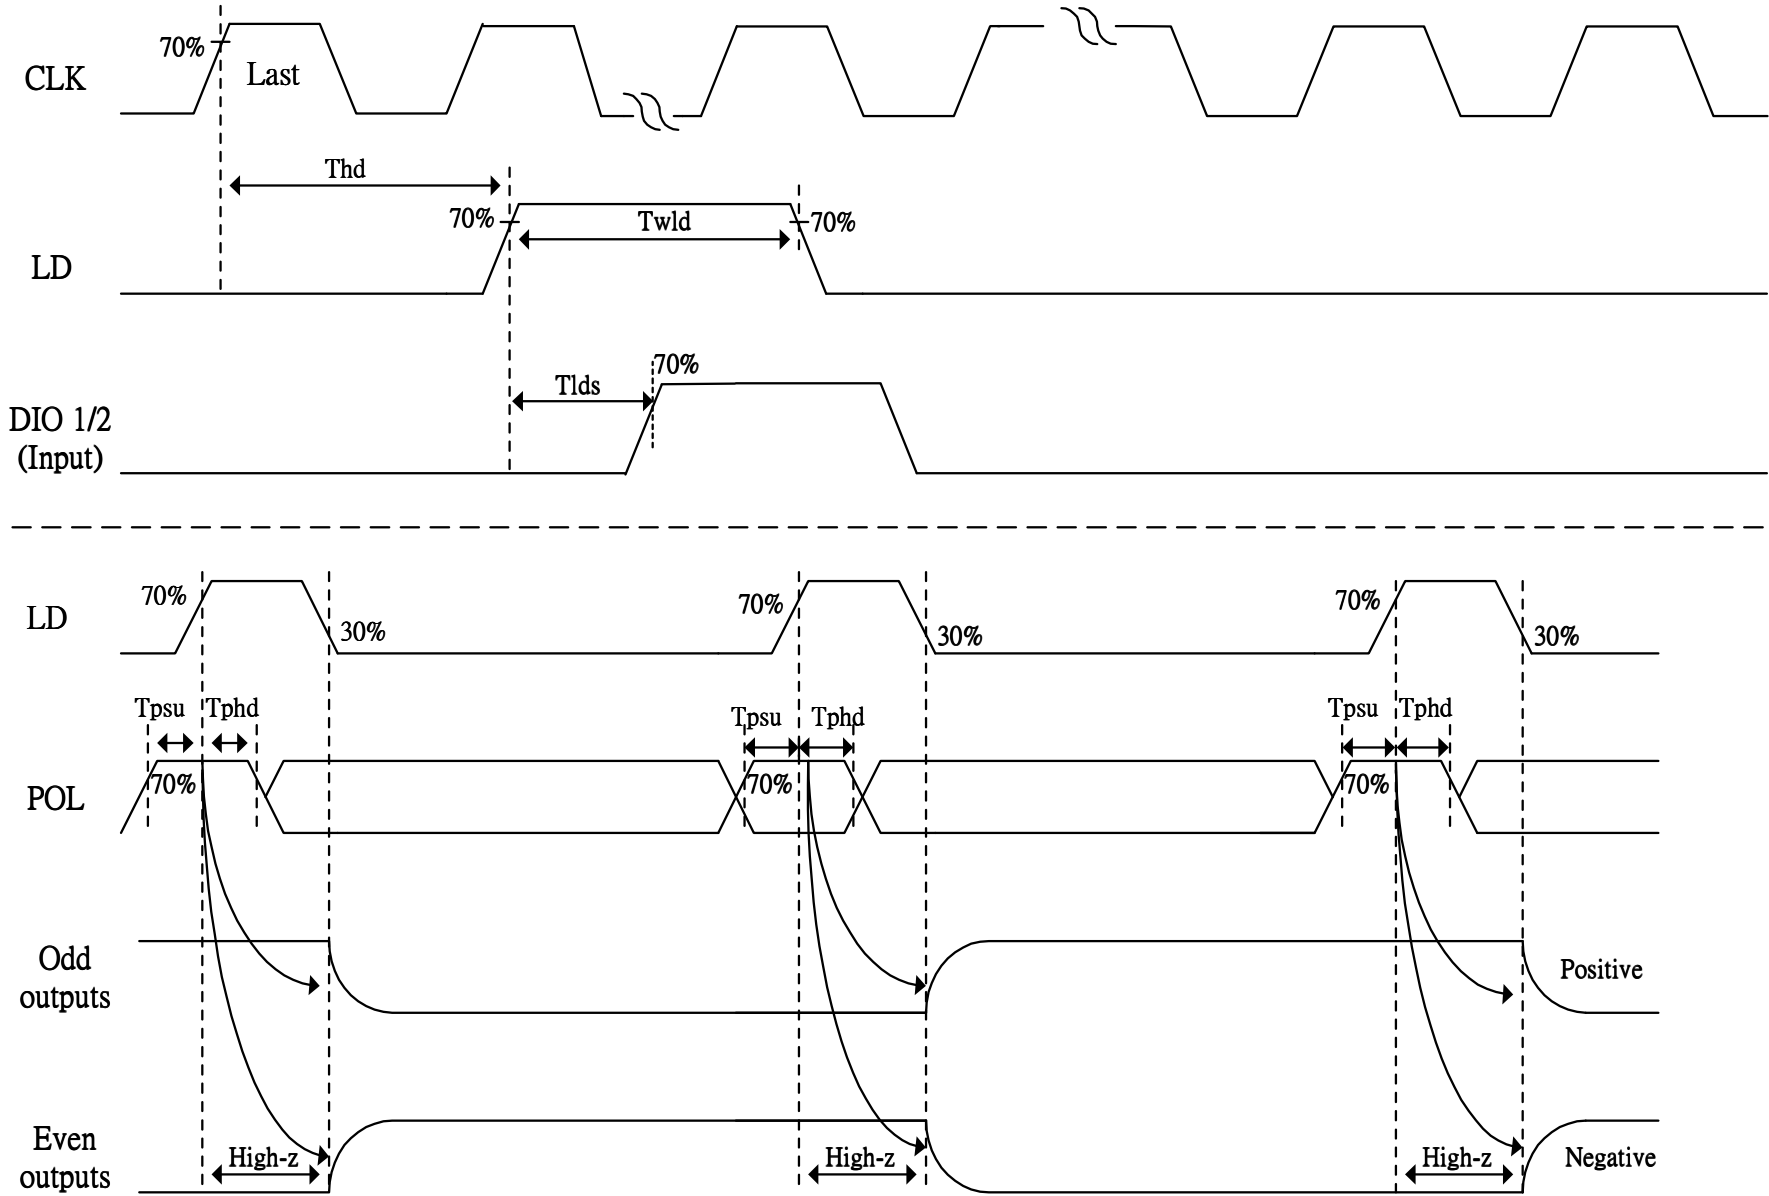 70%
CLK
Last
Thd
70%
Twld
70%
LD
70%
Tlds
DIO 1/2
(Input)
70%
70%
70%
LD
30%
30%
30%
Tpsu
Tphd
Tpsu
Tphd
Tpsu
Tphd
70%
70%
70%
POL
Odd
outputs
Positive
Even
outputs
High-z
High-z
High-z
Negative